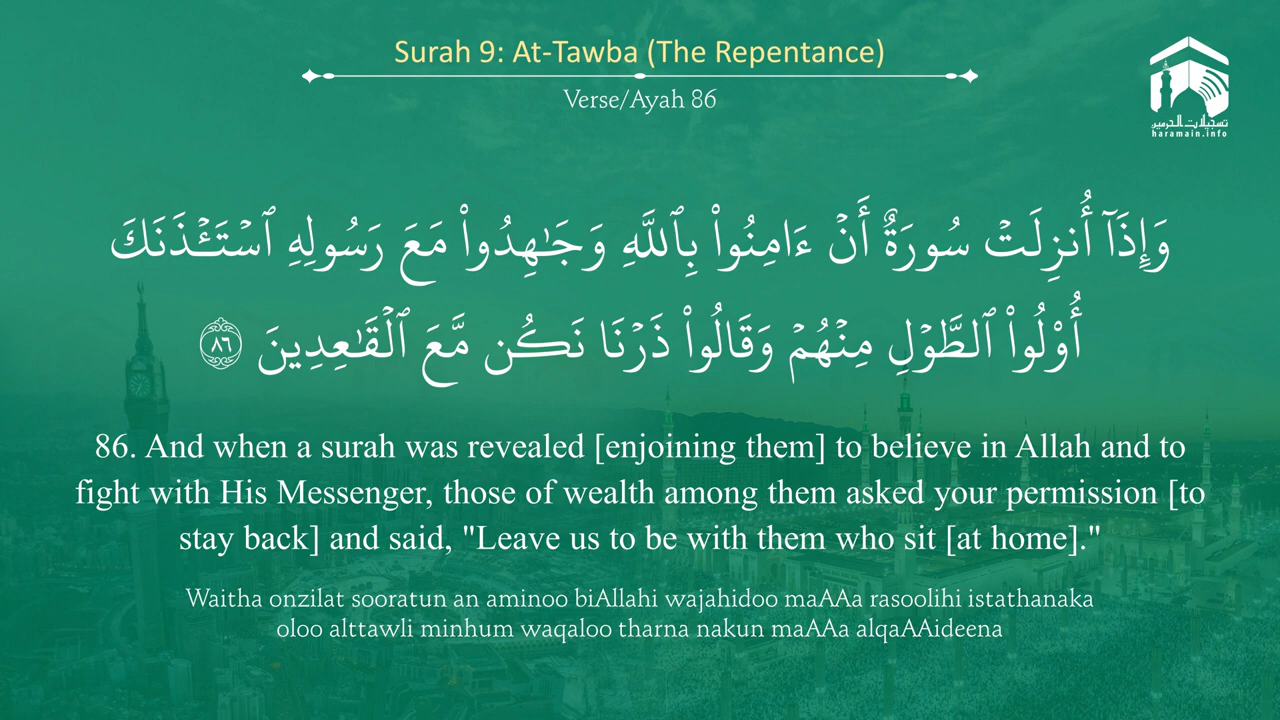 Surah 9: At-Tawba (The Repentance)
Verse/Ayah 86
تسجيلات الحرمين
haramain.info
وَإِذَآ أُنزِلَتْ سُورَةٌ أَنْ ءَامِنُوا۟ بِٱللَّهِ وَجَـٰهِدُوا۟ مَعَ رَسُولِهِ ٱسْتَـْٔذَنَكَ
أُو۟لُوا۟ ٱلطَّوْلِ مِنْهُمْ وَقَالُوا۟ ذَرْنَا نَكُن مَّعَ ٱلْقَـٰعِدِينَ ٨٦
86. And when a surah was revealed [enjoining them] to believe in Allah and to
fight with His Messenger, those of wealth among them asked your permission [to
stay back] and said, "Leave us to be with them who sit [at home]."
Waitha onzilat sooratun an aminoo biAllahi wajahidoo maAAa rasoolihi istathanaka
oloo alttawli minhum waqaloo tharna nakun maAAa alqaAAideena